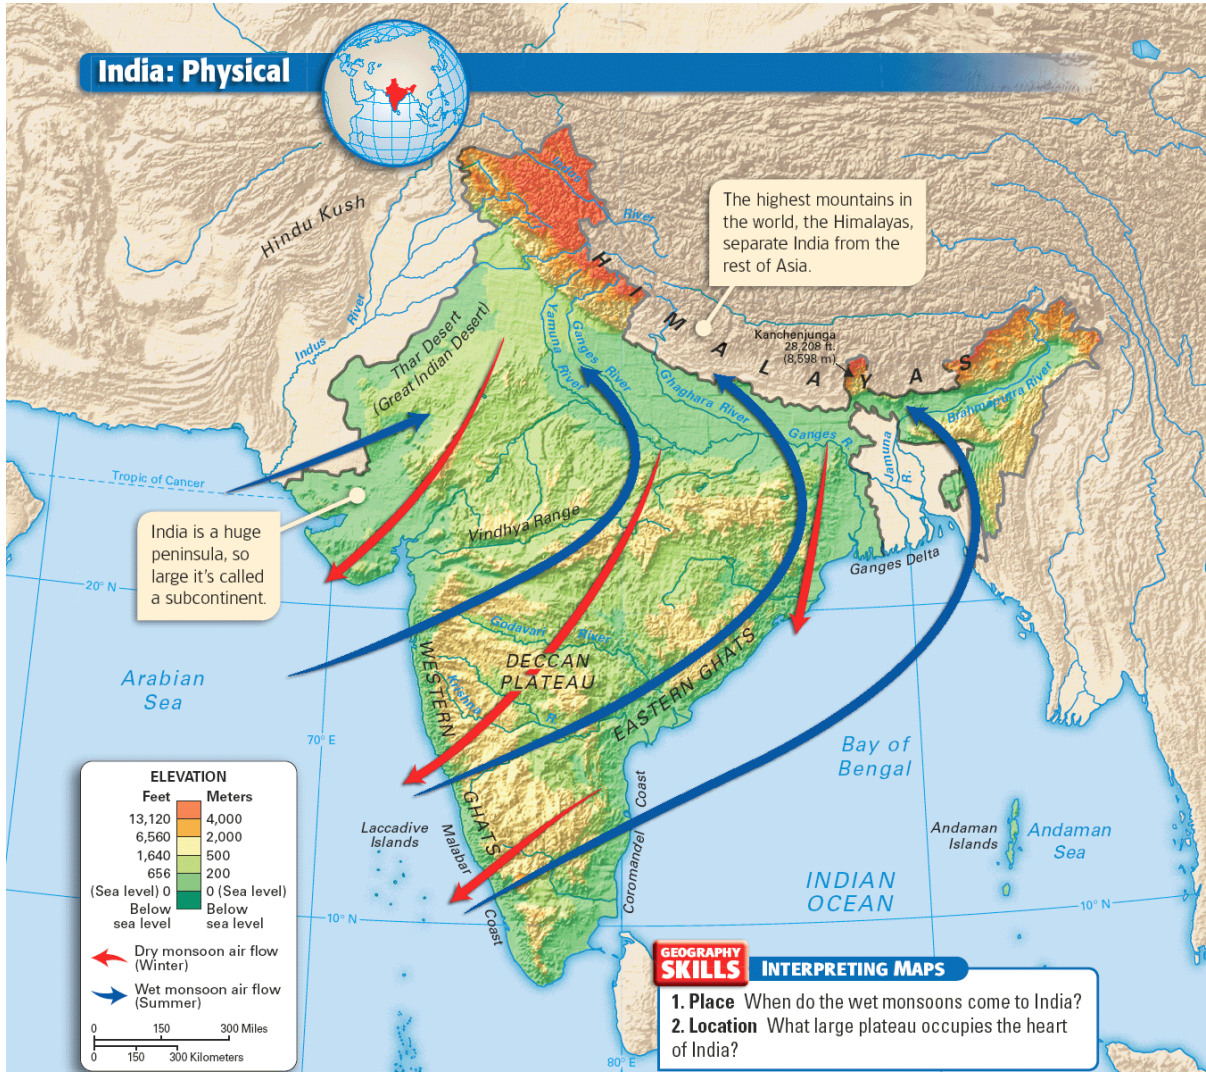 India: Physical
Hindu Kush
Indus
River
The highest mountains in
the world, the Himalayas,
separate India from the
rest of Asia.
HIMALAYAS
Kanchenjunga
28,208 ft.
(8,598 m)
Indus
River
Thar Desert
(Great Indian Desert)
Yamuna River
Ganges River
Ghaghara River
Ganges R.
Brahmaputra River
Jamuna
R.
Tropic of Cancer
India is a huge
peninsula, so
large it's called
a subcontinent.
Vindhya Range
Ganges Delta
20° N
Godavari River
DECCAN
PLATEAU
WESTERN
GHATS
EASTERN GHATS
Krishna
R.
Arabian
Sea
70° E
Bay of
Bengal
Laccadive
Islands
Malabar
Coast
Coromandel Coast
Andaman
Islands
Andaman
Sea
INDIAN
OCEAN
10° N
10° N
80° E
ELEVATION
Feet Meters
13,120 4,000
6,560 2,000
1,640 500
656 200
(Sea level) 0 0 (Sea level)
Below Below
sea level sea level
Dry monsoon air flow
(Winter)
Wet monsoon air flow
(Summer)
0 150 300 Miles
0 150 300 Kilometers
GEOGRAPHY
SKILLS INTERPRETING MAPS
1. Place When do the wet monsoons come to India?
2. Location What large plateau occupies the heart
of India?